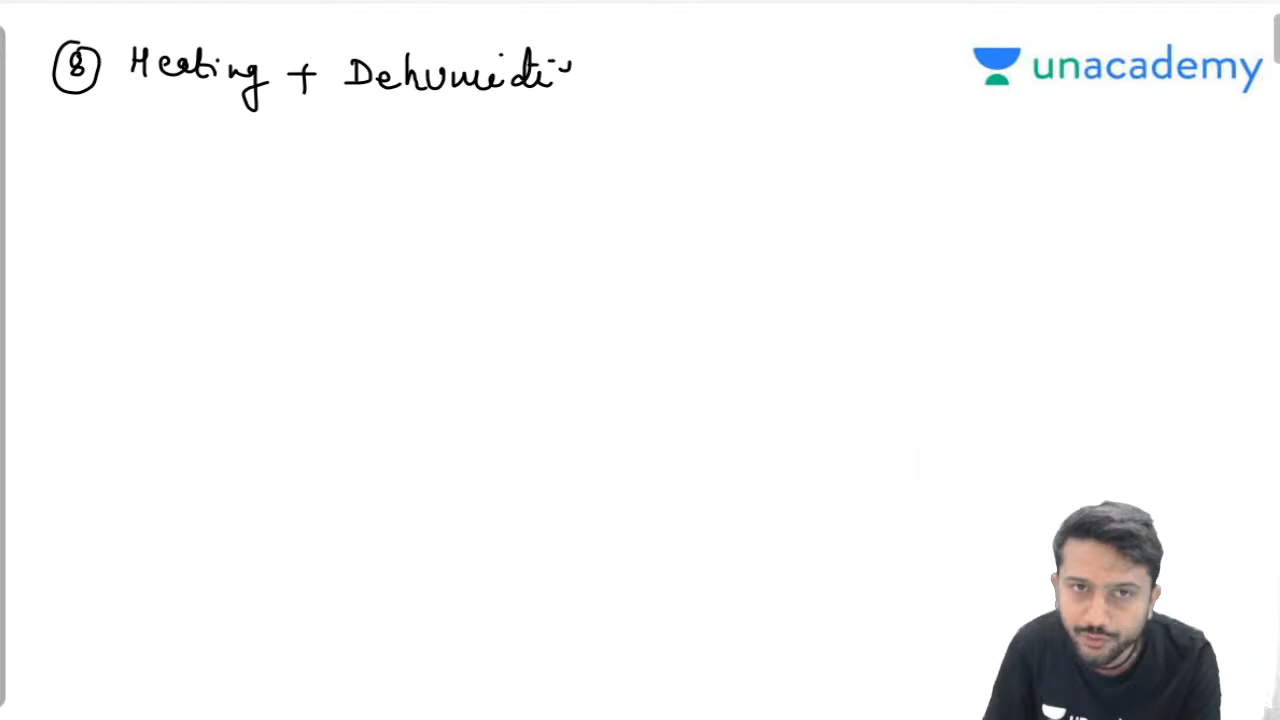 ⑧ Heating + Dehumidi
unacademy